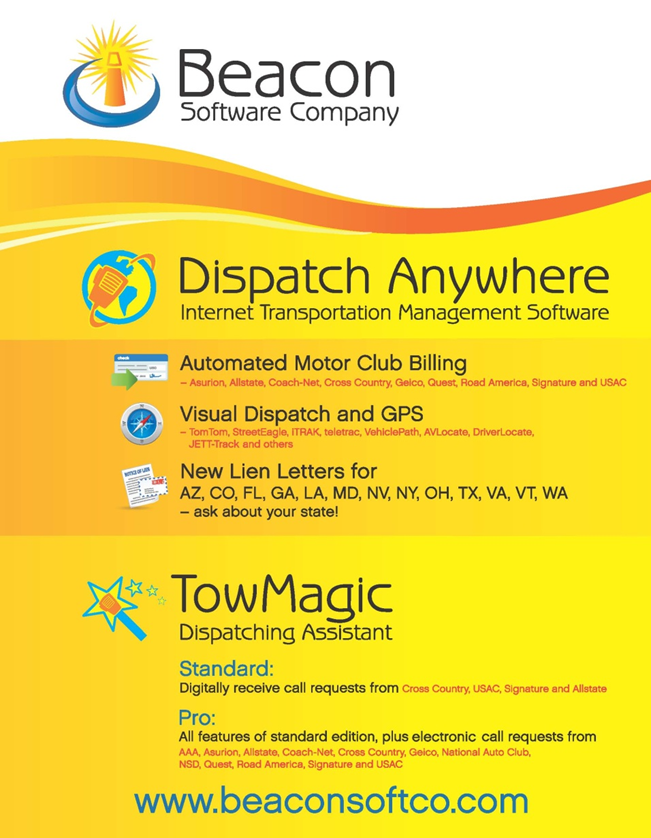 Beacon
Software Company
Dispatch Anywhere
Internet Transportation Management Software
check
Automated Motor Club Billing
– Asurion, Allstate, Coach-Net, Cross Country, Geico, Quest, Road America, Signature and USAC
Visual Dispatch and GPS
– TomTom, StreetEagle, iTRAK, teletrac, VehiclePath, AVLocate, DriverLocate,
JETT-Track and others
NOTICE OF LIEN
New Lien Letters for
AZ, CO, FL, GA, LA, MD, NV, NY, OH, TX, VA, VT, WA
– ask about your state!
TowMagic
Dispatching Assistant
Standard:
Digitally receive call requests from Cross Country, USAC, Signature and Allstate
Pro:
All features of standard edition, plus electronic call requests from
AAA, Asurion, Allstate, Coach-Net, Cross Country, Geico, National Auto Club,
NSD, Quest, Road America, Signature and USAC
www.beaconsoftco.com